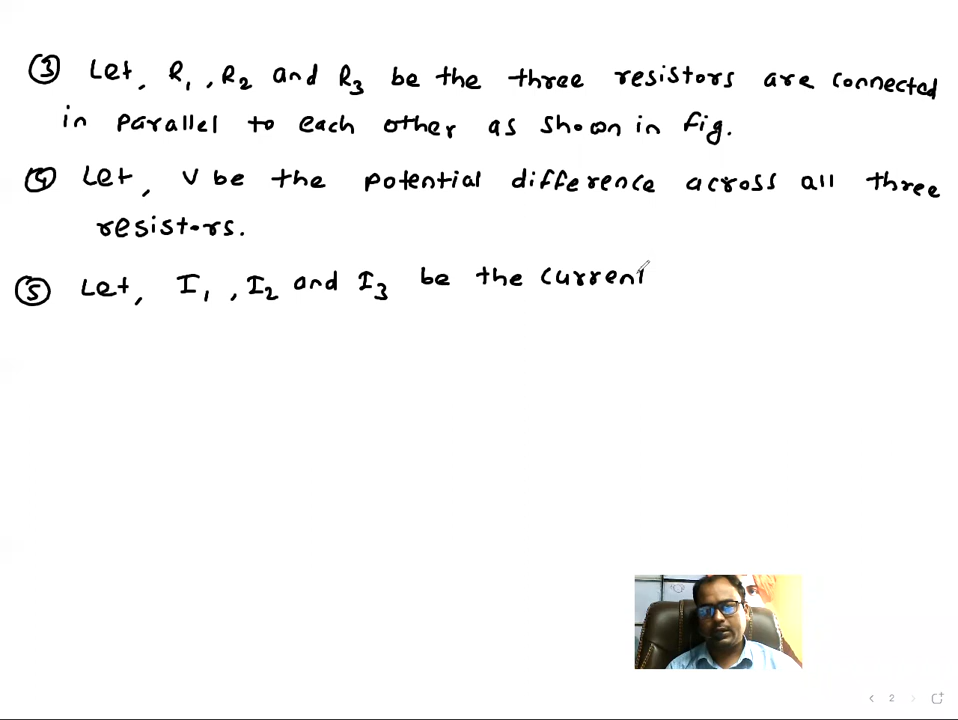 ③ Let, R1, R2 and R3 be the three resistors are connected
in parallel to each other as shown in fig.
④ Let, V be the potential difference across all three
resistors.
⑤ Let, I1, I2 and I3 be the current
2